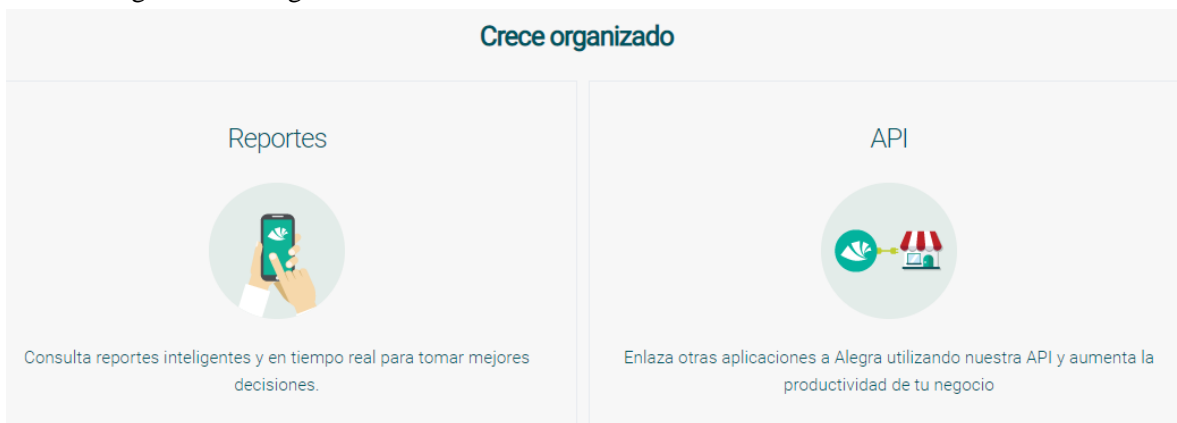 Crece organizado
Reportes
API
Consulta reportes inteligentes y en tiempo real para tomar mejores
decisiones.
Enlaza otras aplicaciones a Alegra utilizando nuestra API y aumenta la
productividad de tu negocio